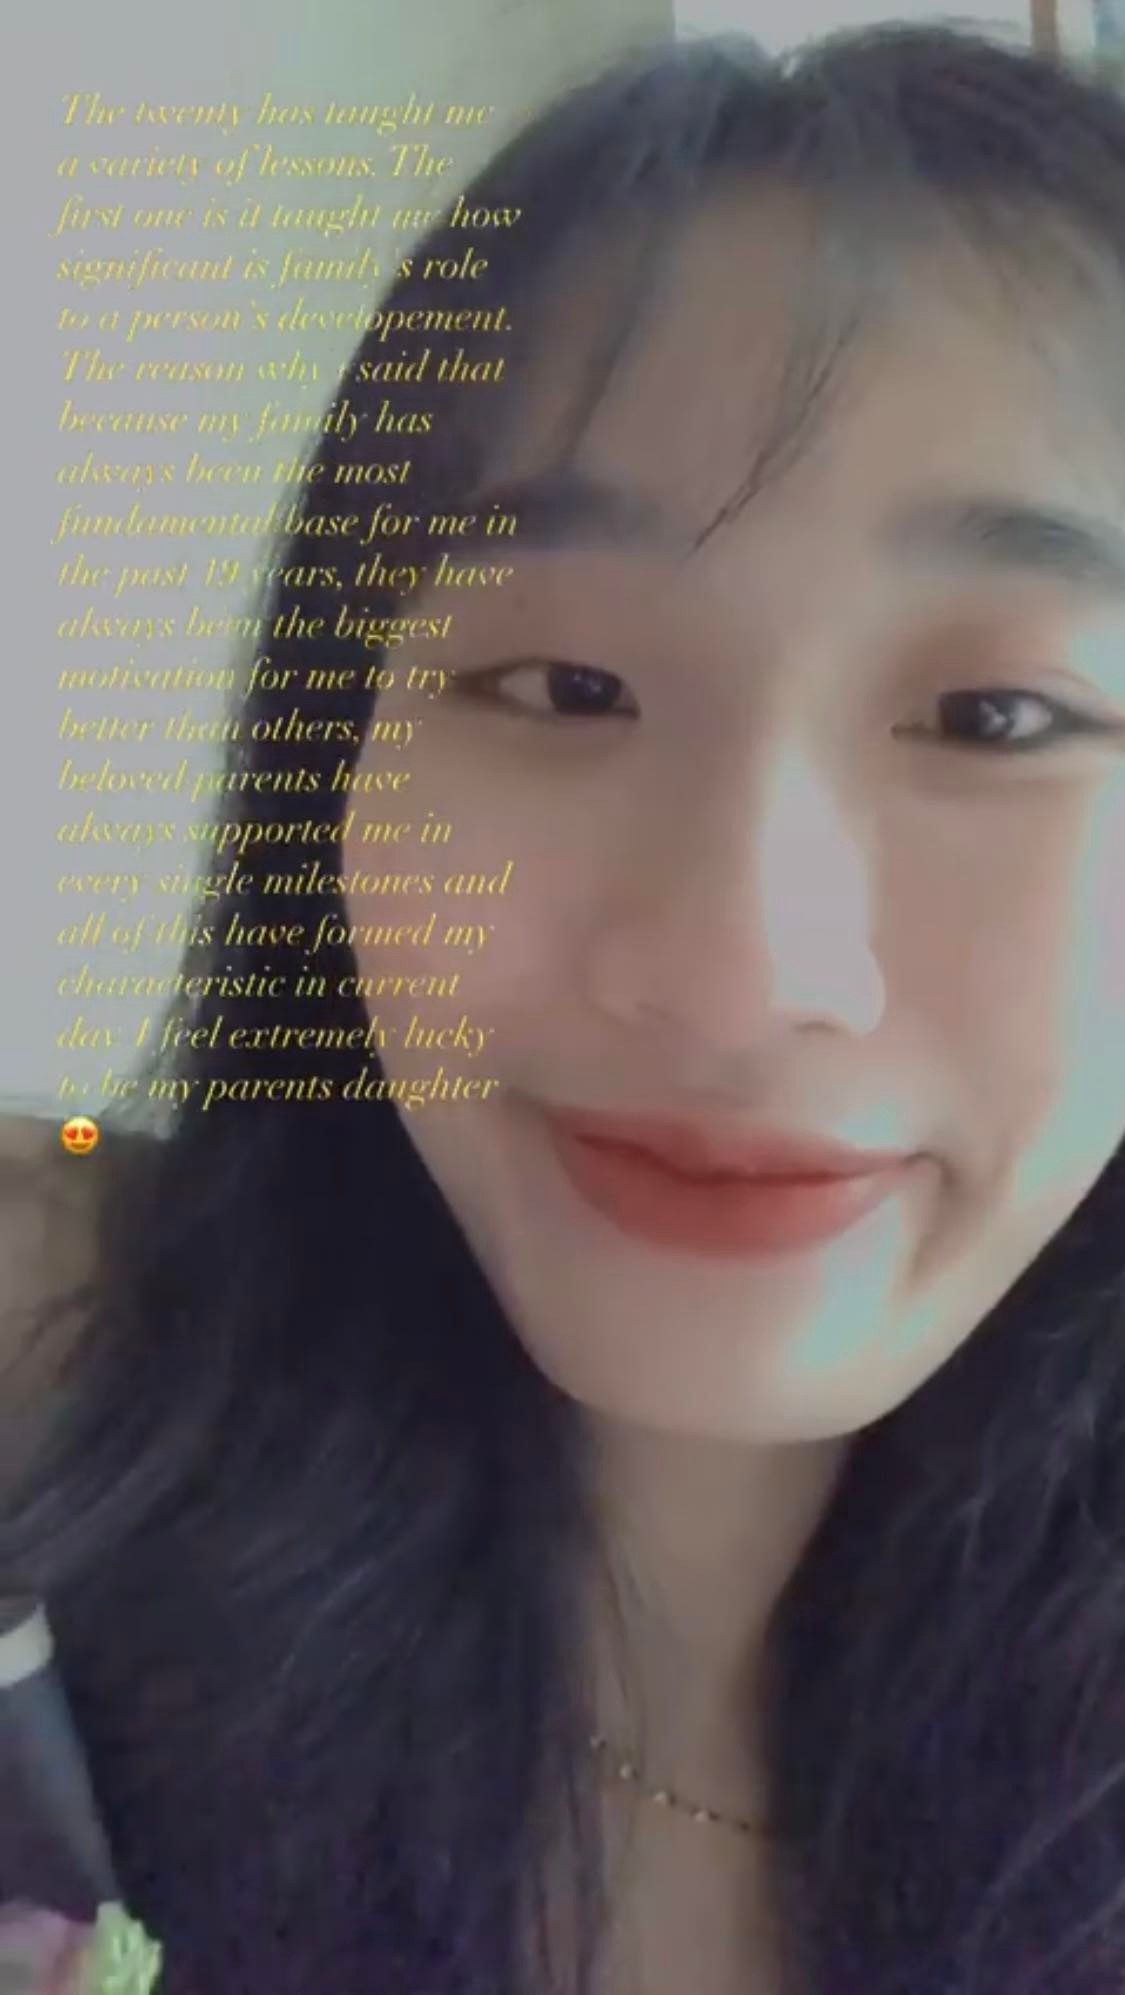 The twenty has taught me
a variety of lessons. The
first one is it taught me how
significant is family's role
to a person's developement.
The reason why i said that
because my family has
always been the most
fundamental base for me in
the past 19 years, they have
always been the biggest
motivation for me to try
better than others, my
beloved parents have
always supported me in
every single milestones and
all of this have formed my
characteristic in current
day. I feel extremely lucky
to be my parents daughter
😍